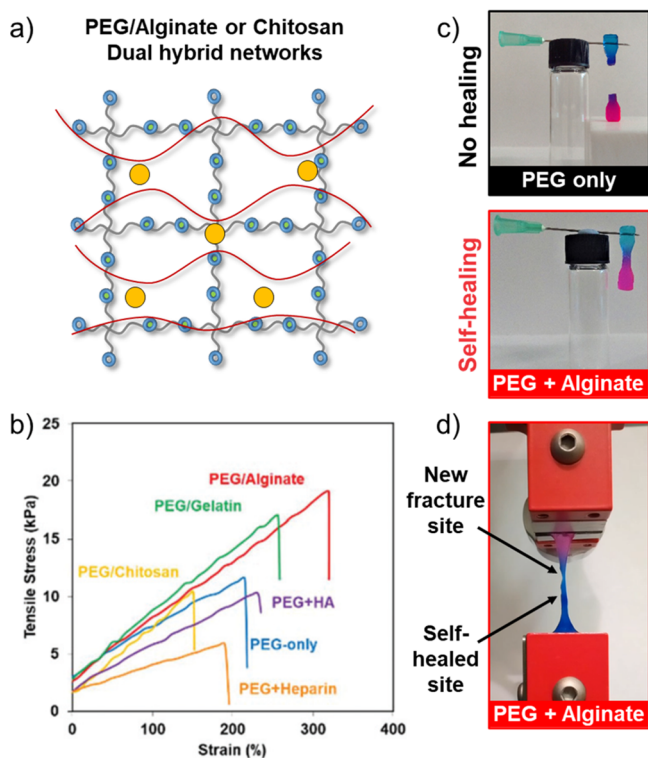 a)
PEG/Alginate or Chitosan
Dual hybrid networks
b)
Tensile Stress (kPa)
25
20
15
10
5
0
0
100
200
300
400
Strain (%)
PEG/Alginate
PEG/Gelatin
PEG/Chitosan
PEG+HA
PEG-only
PEG+Heparin
c)
No healing
PEG only
Self-healing
PEG + Alginate
d)
New
fracture
site
Self-
healed
site
PEG + Alginate